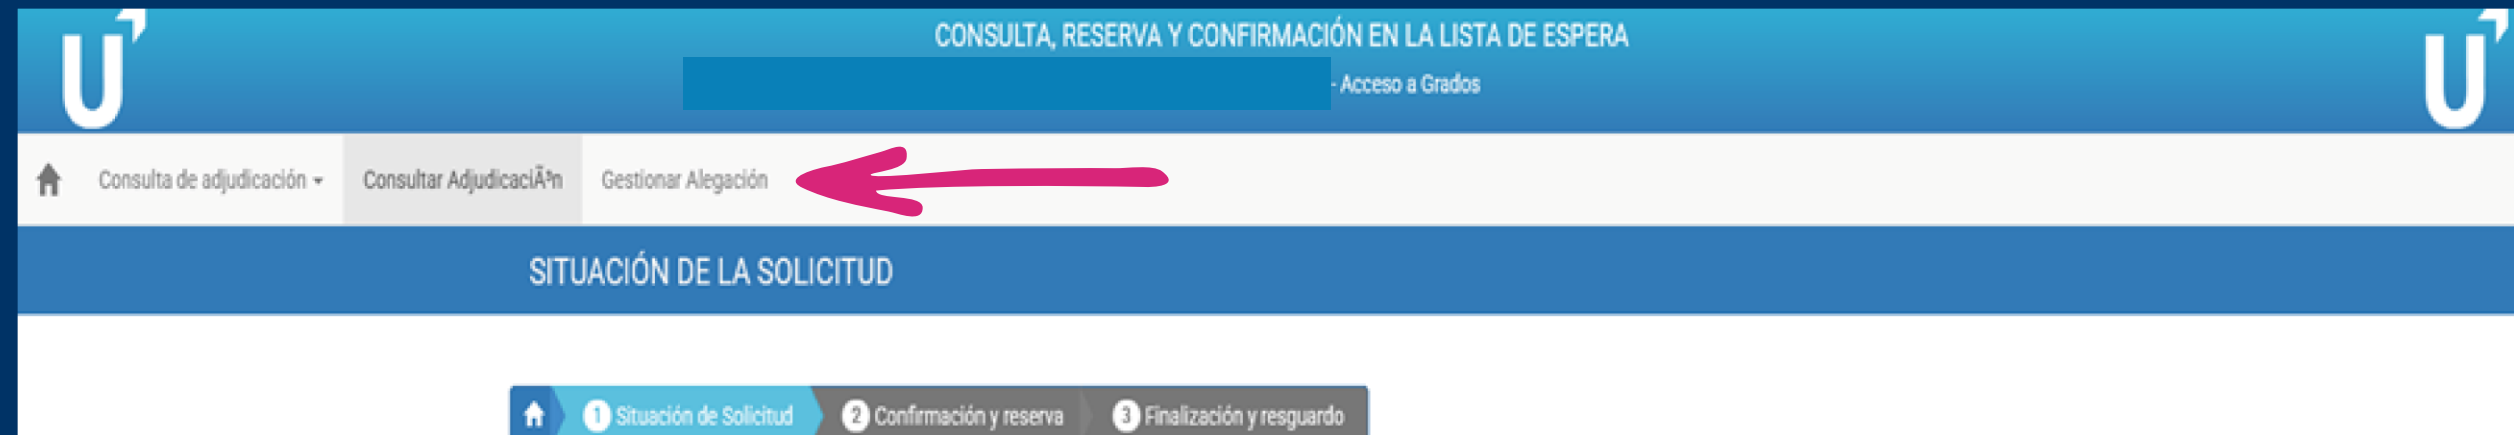 CONSULTA, RESERVA Y CONFIRMACIÓN EN LA LISTA DE ESPERA
- Acceso a Grados
U U
Consulta de adjudicación Consultar AdjudicaciÃ³n Gestionar Alegación
SITUACIÓN DE LA SOLICITUD
1 Situación de Solicitud 2 Confirmación y reserva 3 Finalización y resguardo